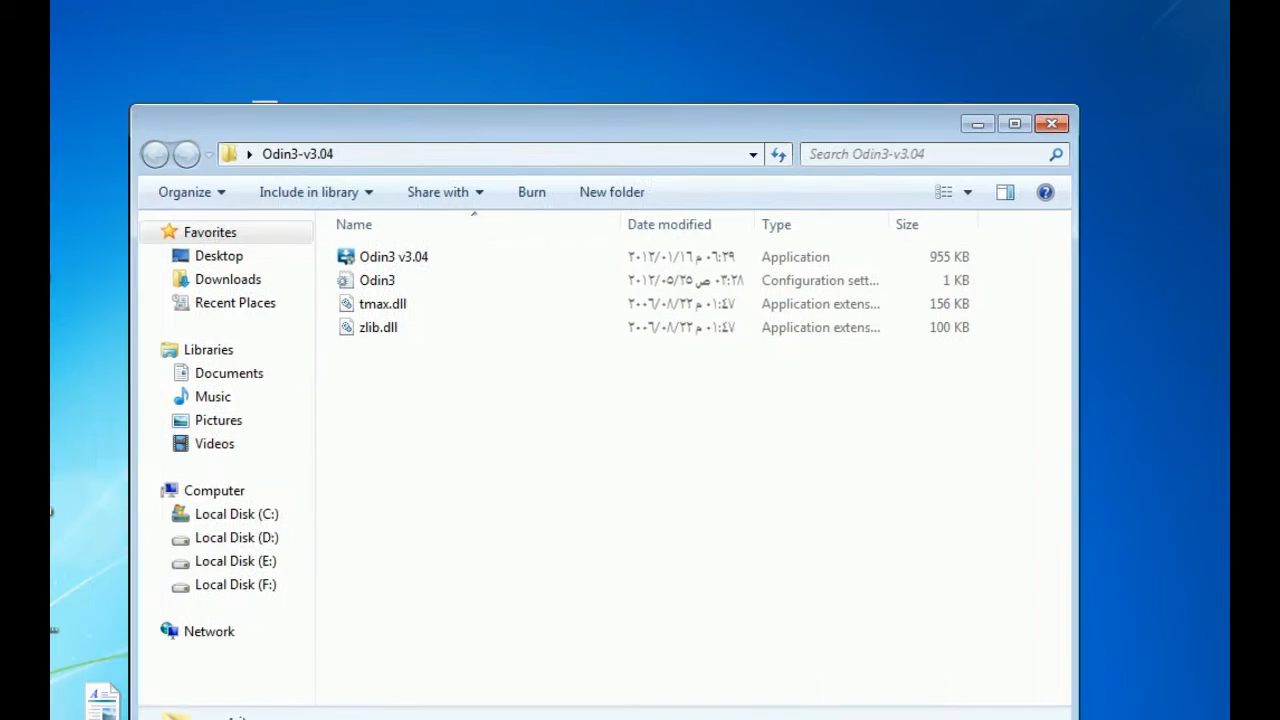 Odin3-v3.04
Search Odin3-v3.04
Organize Include in library Share with Burn New folder
Name Date modified Type Size
Favorites
Desktop
Downloads
Recent Places
Libraries
Documents
Music
Pictures
Videos
Computer
Local Disk (C:)
Local Disk (D:)
Local Disk (E:)
Local Disk (F:)
Network
Odin3 v3.04 ٢٠١٢/٠١/١٦ م ٠٦:٢٩ Application 955 KB
Odin3 ٢٠١٢/٠٥/٢٥ ص ٠٣:٢٨ Configuration sett... 1 KB
tmax.dll ٢٠٠٦/٠٨/٢٢ م ٠١:٤٧ Application extens... 156 KB
zlib.dll ٢٠٠٦/٠٨/٢٢ م ٠١:٤٧ Application extens... 100 KB